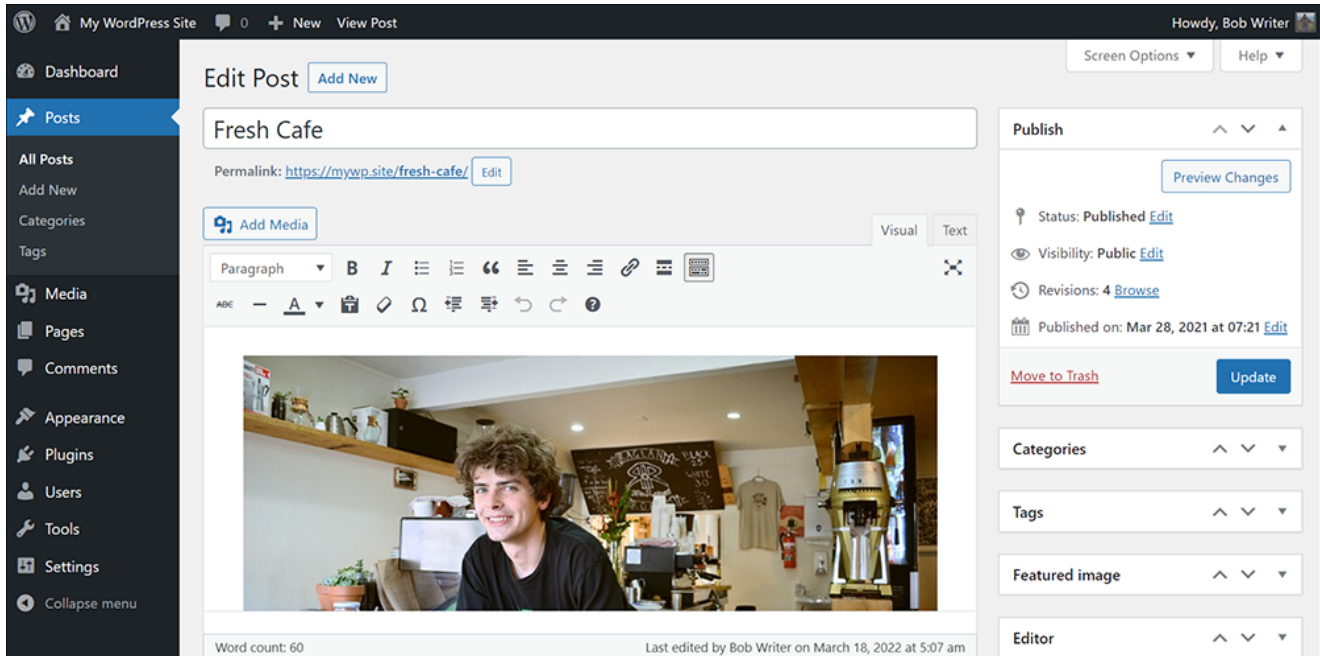 My WordPress Site 0 New View Post Howdy, Bob Writer
Dashboard
Posts
All Posts
Add New
Categories
Tags
Media
Pages
Comments
Appearance
Plugins
Users
Tools
Settings
Collapse menu
Screen Options ▼ Help ▼
Edit Post Add New
Fresh Cafe
Permalink: https://mywp.site/fresh-cafe/ Edit
Add Media
Visual Text
Paragraph B I
ABC A Ω
RAGLAN BLACK
WHITE
Word count: 60 Last edited by Bob Writer on March 18, 2022 at 5:07 am
Publish
Preview Changes
Status: Published Edit
Visibility: Public Edit
Revisions: 4 Browse
Published on: Mar 28, 2021 at 07:21 Edit
Move to Trash Update
Categories
Tags
Featured image
Editor